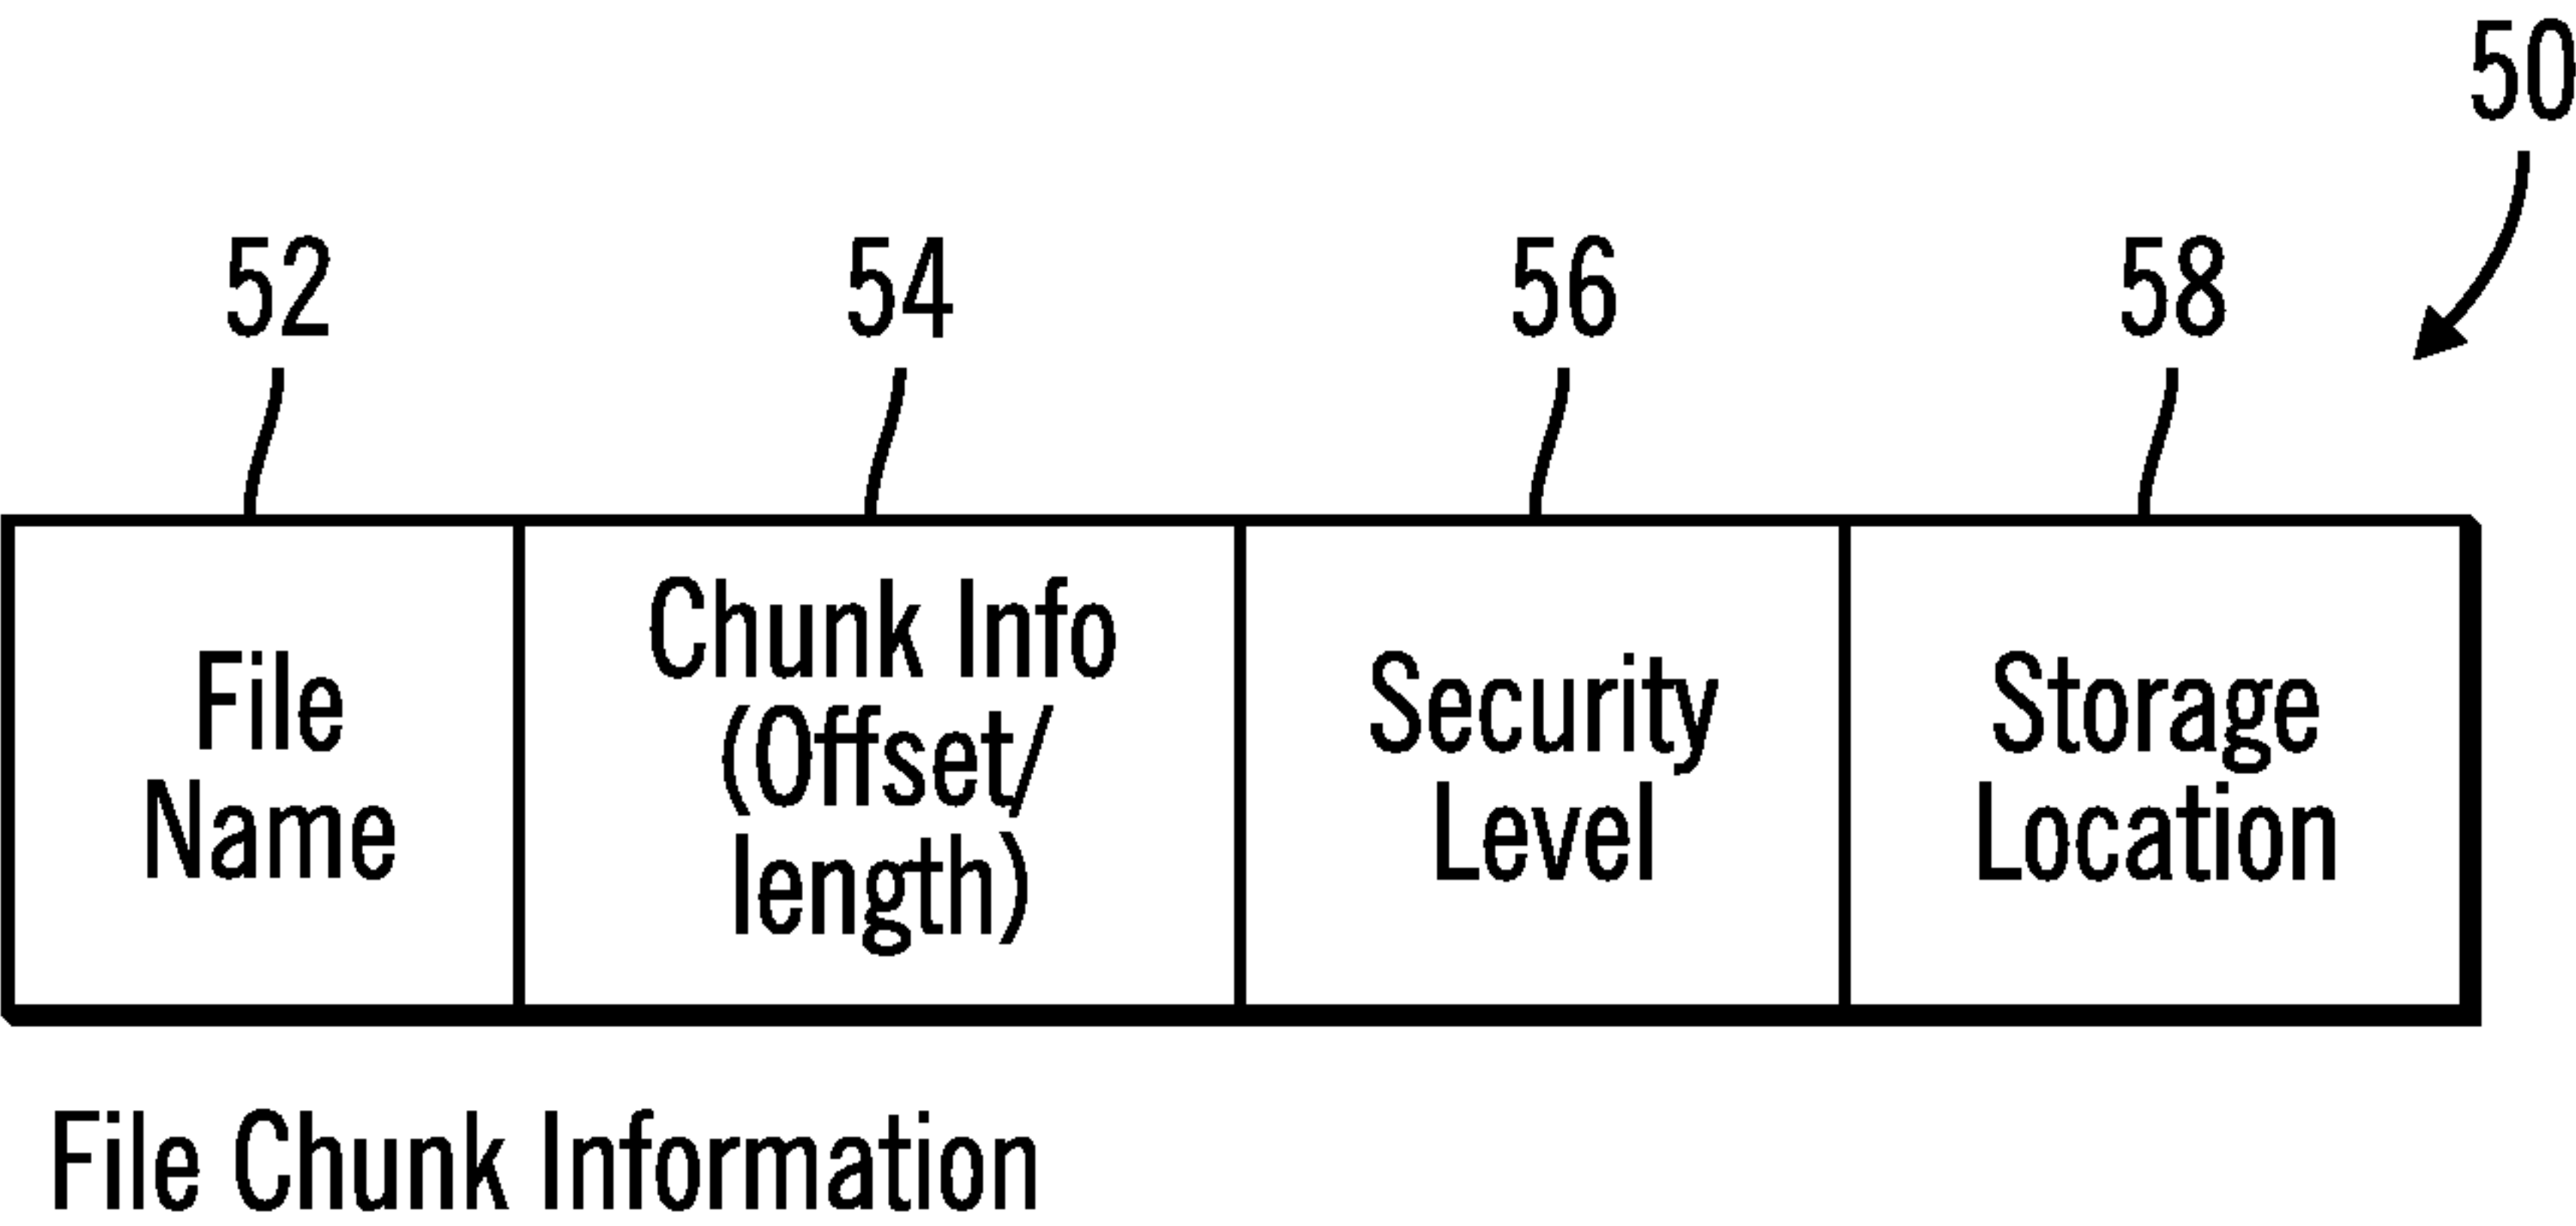 50
52
54
56
58
File
Name
Chunk Info
(Offset/
length)
Security
Level
Storage
Location
File Chunk Information